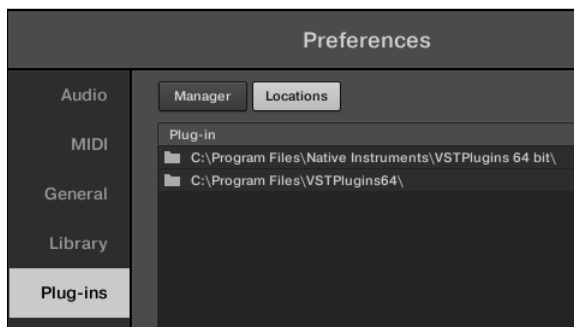 Preferences
Audio
Manager Locations
MIDI
Plug-in
C:\Program Files\Native Instruments\VSTPlugins 64 bit\
C:\Program Files\VSTPlugins64\
General
Library
Plug-ins